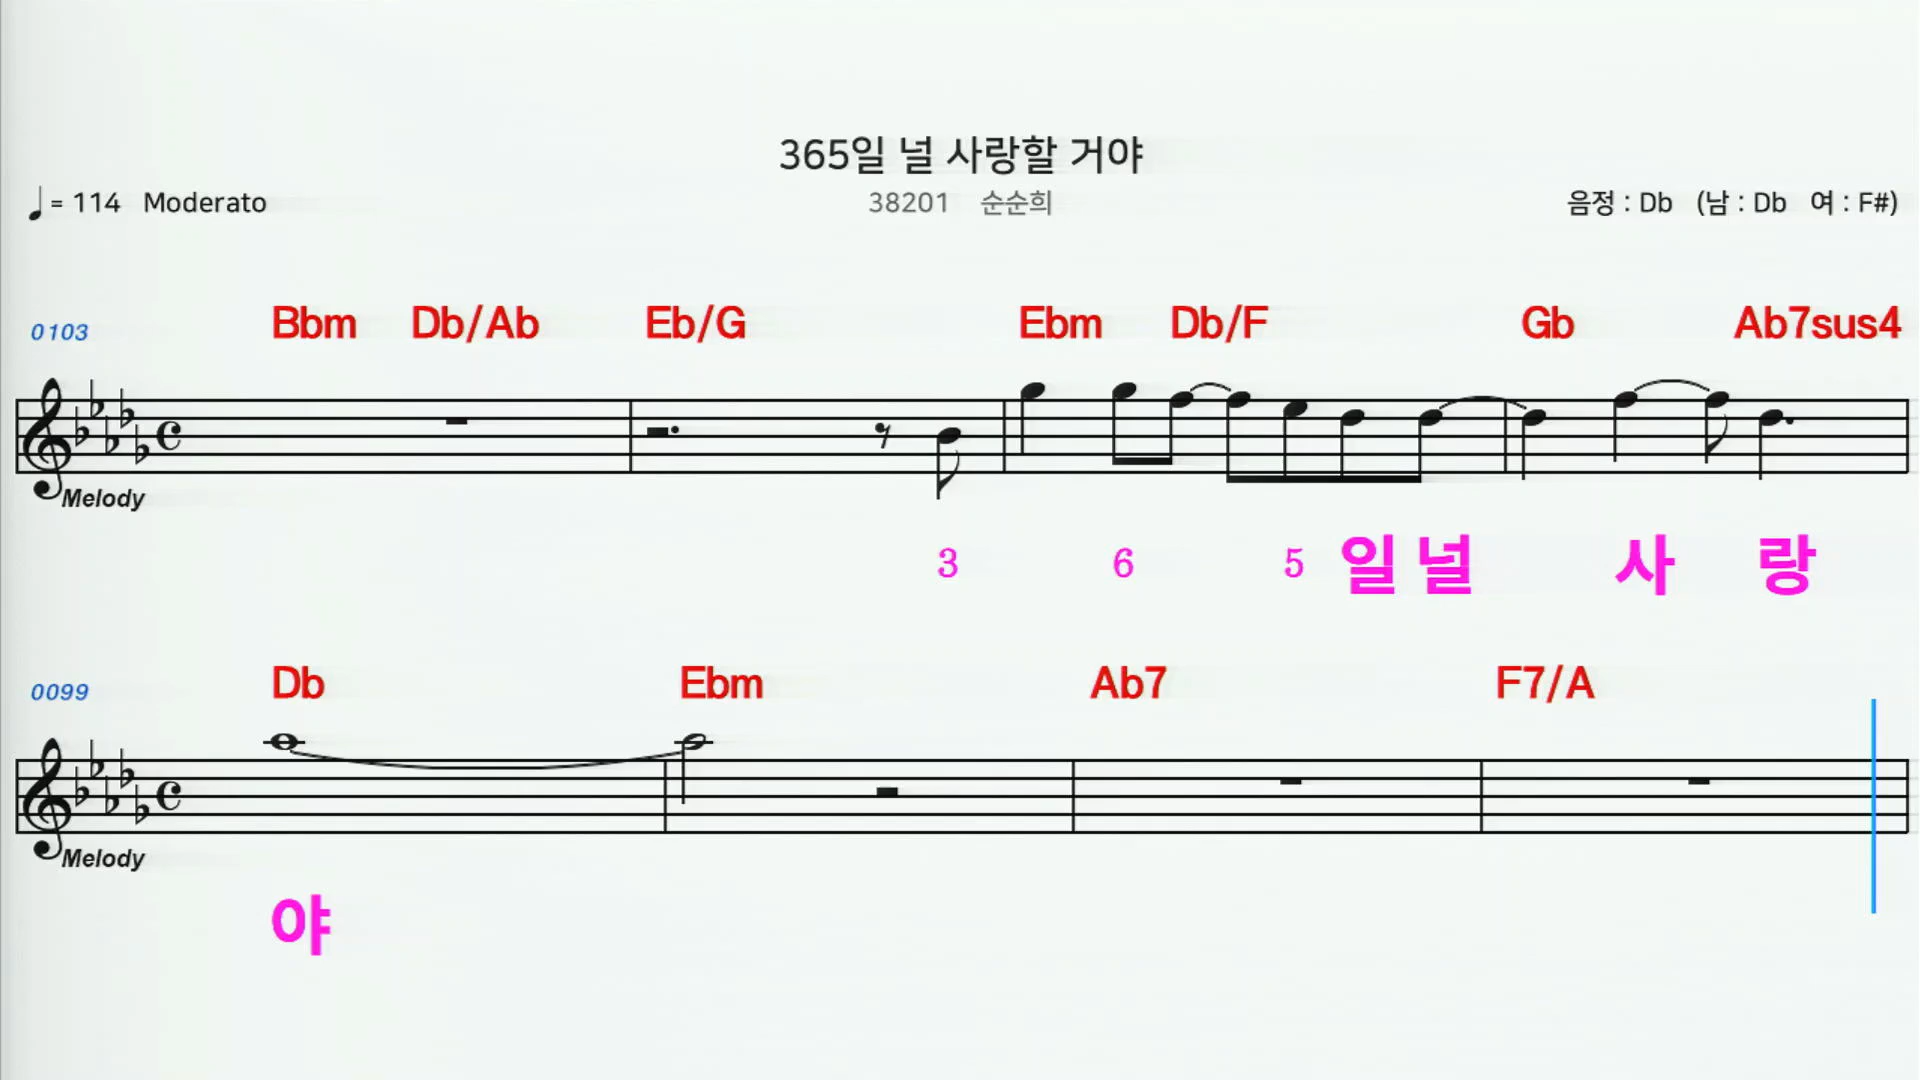 365일 널 사랑할 거야
♩ = 114 Moderato 38201 순순희 음정 : Db (남 : Db 여 : F#)
0103 Bbm Db/Ab Eb/G Ebm Db/F Gb Ab7sus4
Melody
3 6 5 일 널 사 랑
0099 Db Ebm Ab7 F7/A
Melody
야